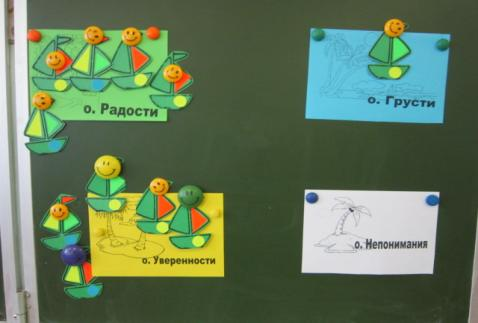 о. Радости
о. Грусти
о. Уверенности
о. Непонимания